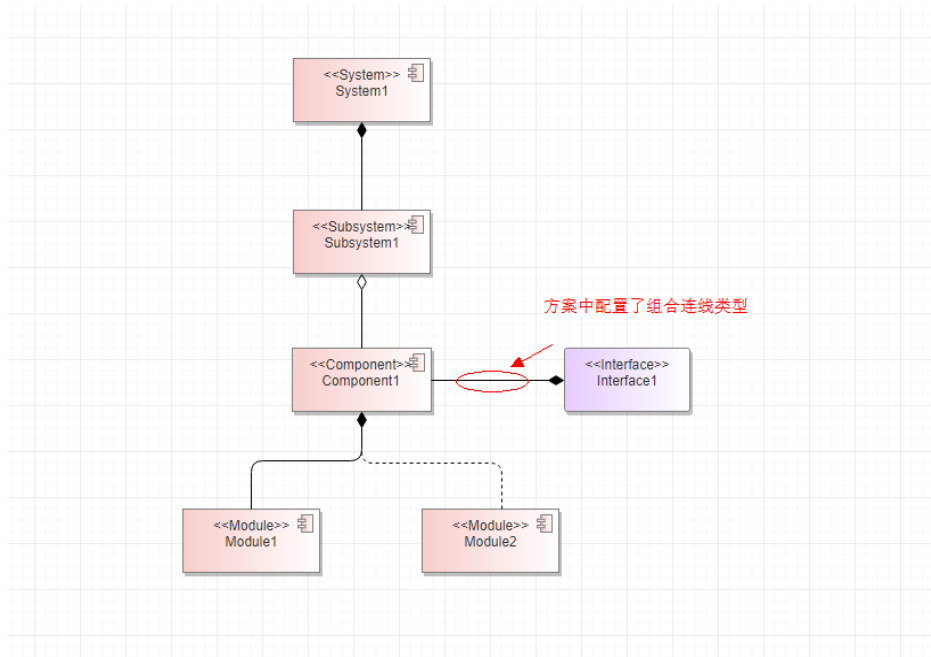 <<System>>
System1
<<Subsystem>>
Subsystem1
方案中配置了组合连线类型
<<Component>>
Component1
<<Interface>>
Interface1
<<Module>>
Module1
<<Module>>
Module2